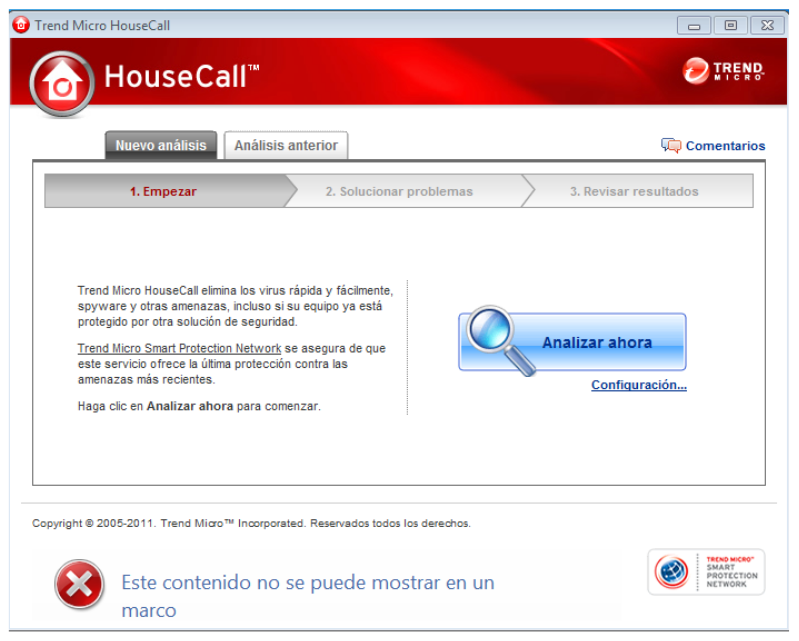 Trend Micro HouseCall
HouseCall™
TREND
MICRO
Nuevo análisis
Análisis anterior
Comentarios
1. Empezar
2. Solucionar problemas
3. Revisar resultados
Trend Micro HouseCall elimina los virus rápida y fácilmente,
spyware y otras amenazas, incluso si su equipo ya está
protegido por otra solución de seguridad.
Trend Micro Smart Protection Network se asegura de que
este servicio ofrece la última protección contra las
amenazas más recientes.
Haga clic en Analizar ahora para comenzar.
Analizar ahora
Configuración...
Copyright © 2005-2011. Trend Micro™ Incorporated. Reservados todos los derechos.
Este contenido no se puede mostrar en un
marco
TREND MICRO™
SMART
PROTECTION
NETWORK